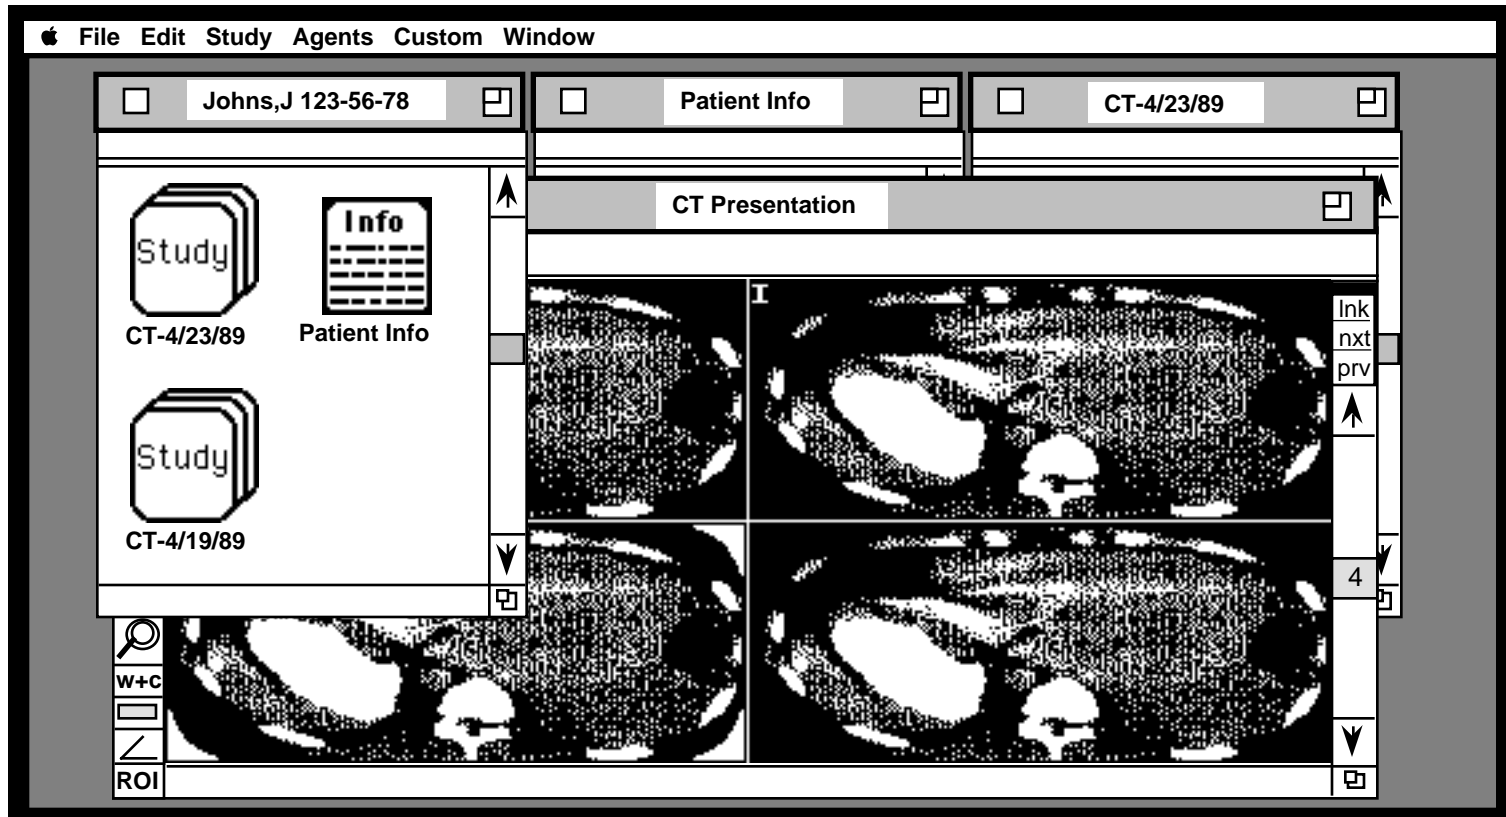 File Edit Study Agents Custom Window
Johns,J 123-56-78
Patient Info
CT-4/23/89
CT Presentation
Study
Info
CT-4/23/89
Patient Info
Study
CT-4/19/89
I
lnk
nxt
prv
4
w+c
ROI